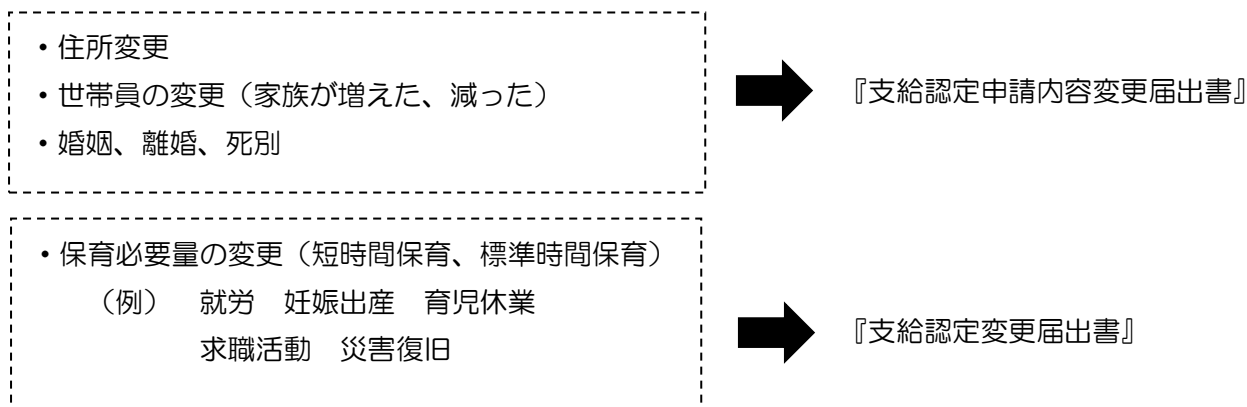 ・住所変更
・世帯員の変更（家族が増えた、減った）
・婚姻、離婚、死別
『支給認定申請内容変更届出書』
・保育必要量の変更（短時間保育、標準時間保育）
（例）　就労　妊娠出産　育児休業
求職活動　災害復旧
『支給認定変更届出書』